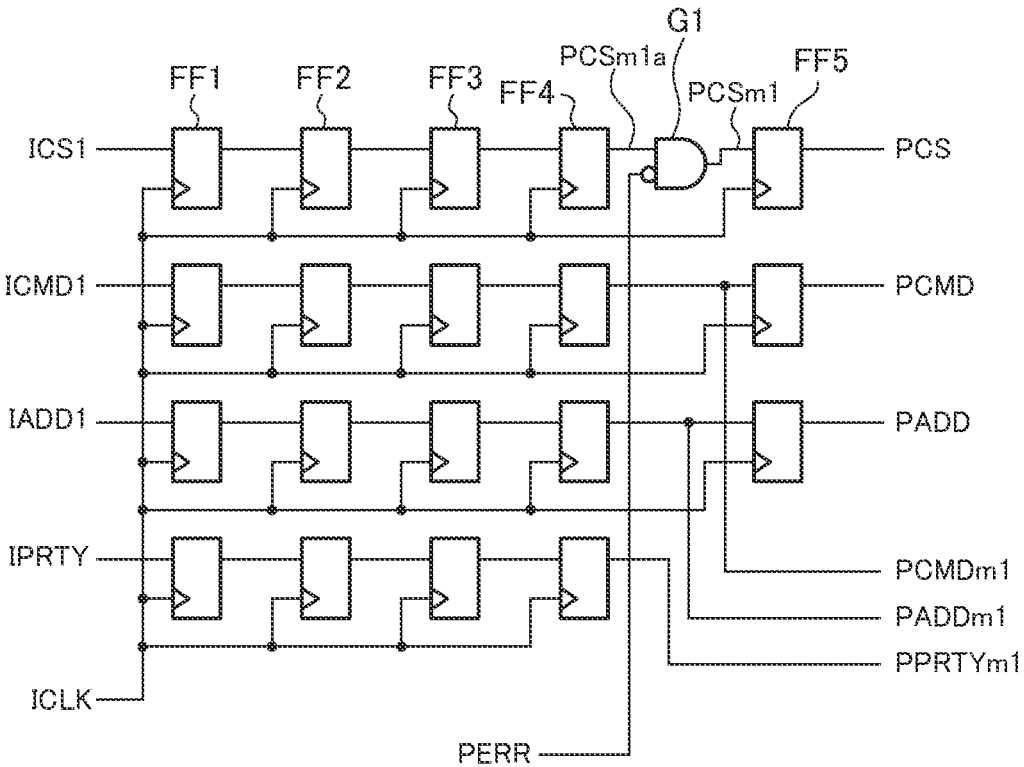 G1
PCSm1a
FF1
FF2
FF3
FF4
PCSm1
FF5
ICS1
PCS
ICMD1
PCMD
IADD1
PADD
IPRTY
PCMDm1
PADDm1
PPRTYm1
ICLK
PERR